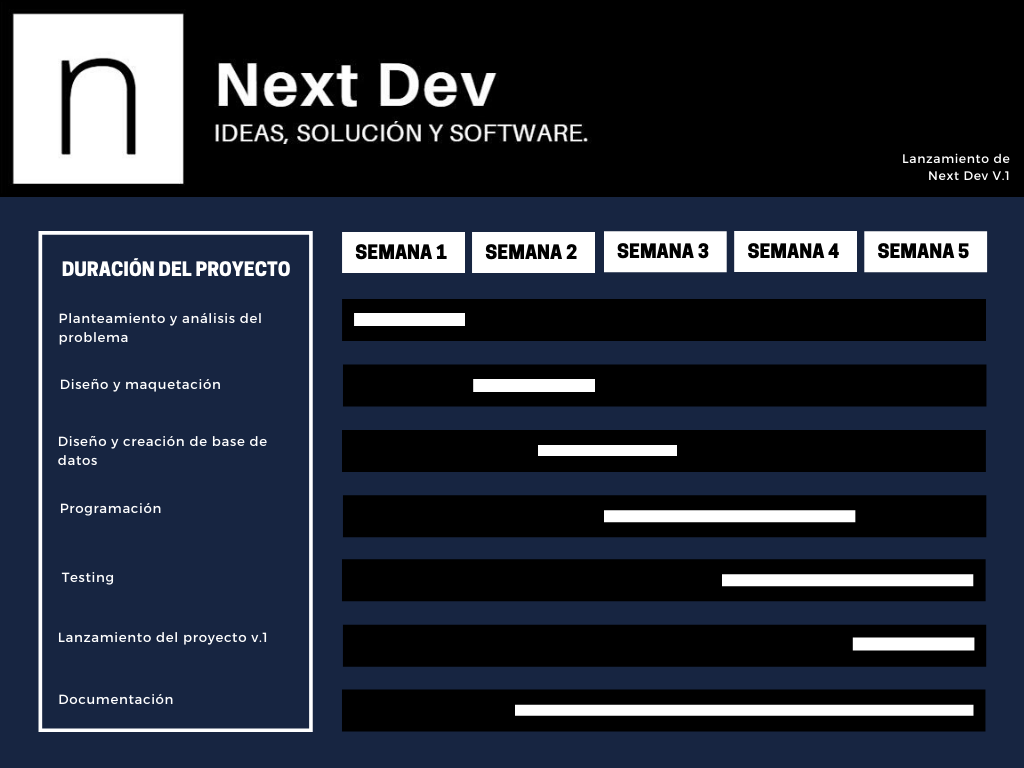 n
Next Dev
IDEAS, SOLUCIÓN Y SOFTWARE.
Lanzamiento de
Next Dev V.1
DURACIÓN DEL PROYECTO
SEMANA 1 SEMANA 2 SEMANA 3 SEMANA 4 SEMANA 5
Planteamiento y análisis del
problema
Diseño y maquetación
Diseño y creación de base de
datos
Programación
Testing
Lanzamiento del proyecto v.1
Documentación